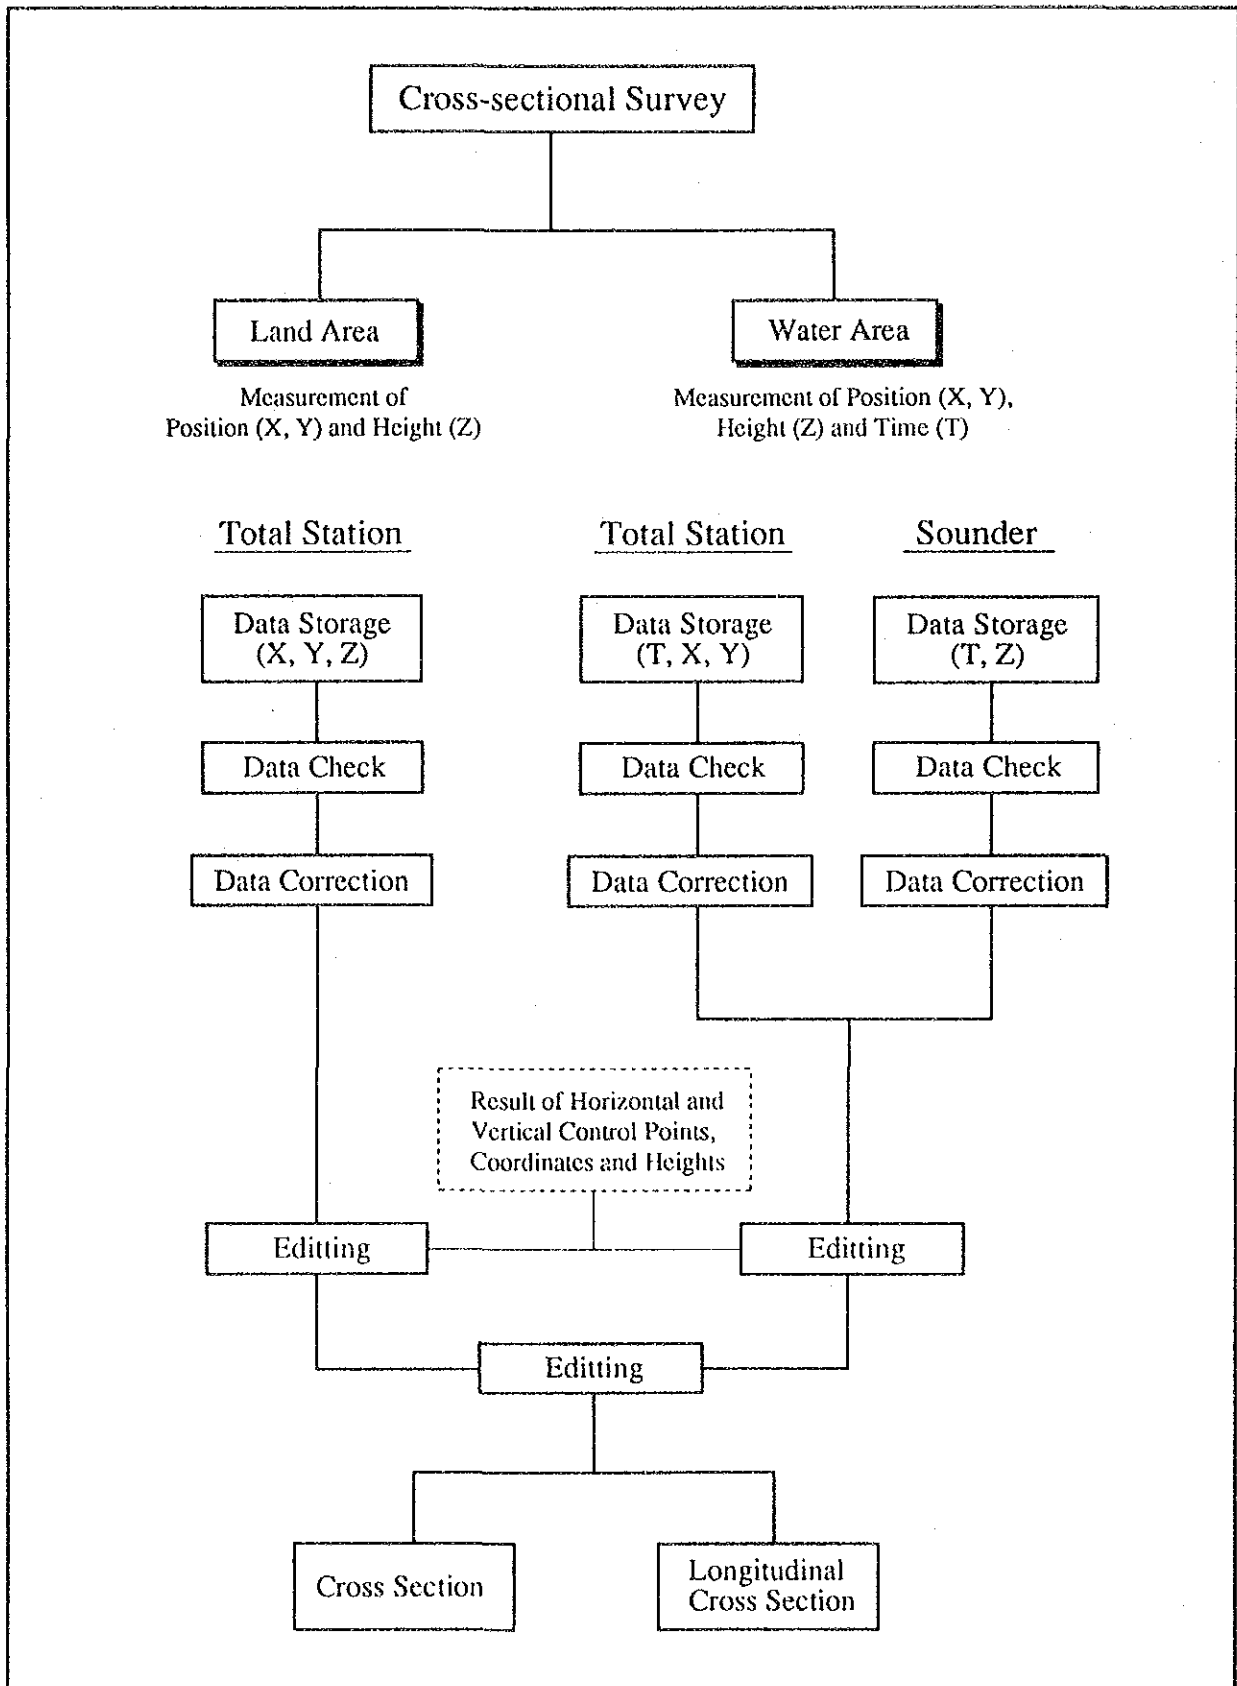 Cross-sectional Survey
Land Area
Water Area
Measurement of
Position (X, Y) and Height (Z)
Measurement of Position (X, Y),
Height (Z) and Time (T)
Total Station
Total Station
Sounder
Data Storage
(X, Y, Z)
Data Storage
(T, X, Y)
Data Storage
(T, Z)
Data Check
Data Check
Data Check
Data Correction
Data Correction
Data Correction
Result of Horizontal and
Vertical Control Points,
Coordinates and Heights
Editting
Editting
Editting
Cross Section
Longitudinal
Cross Section